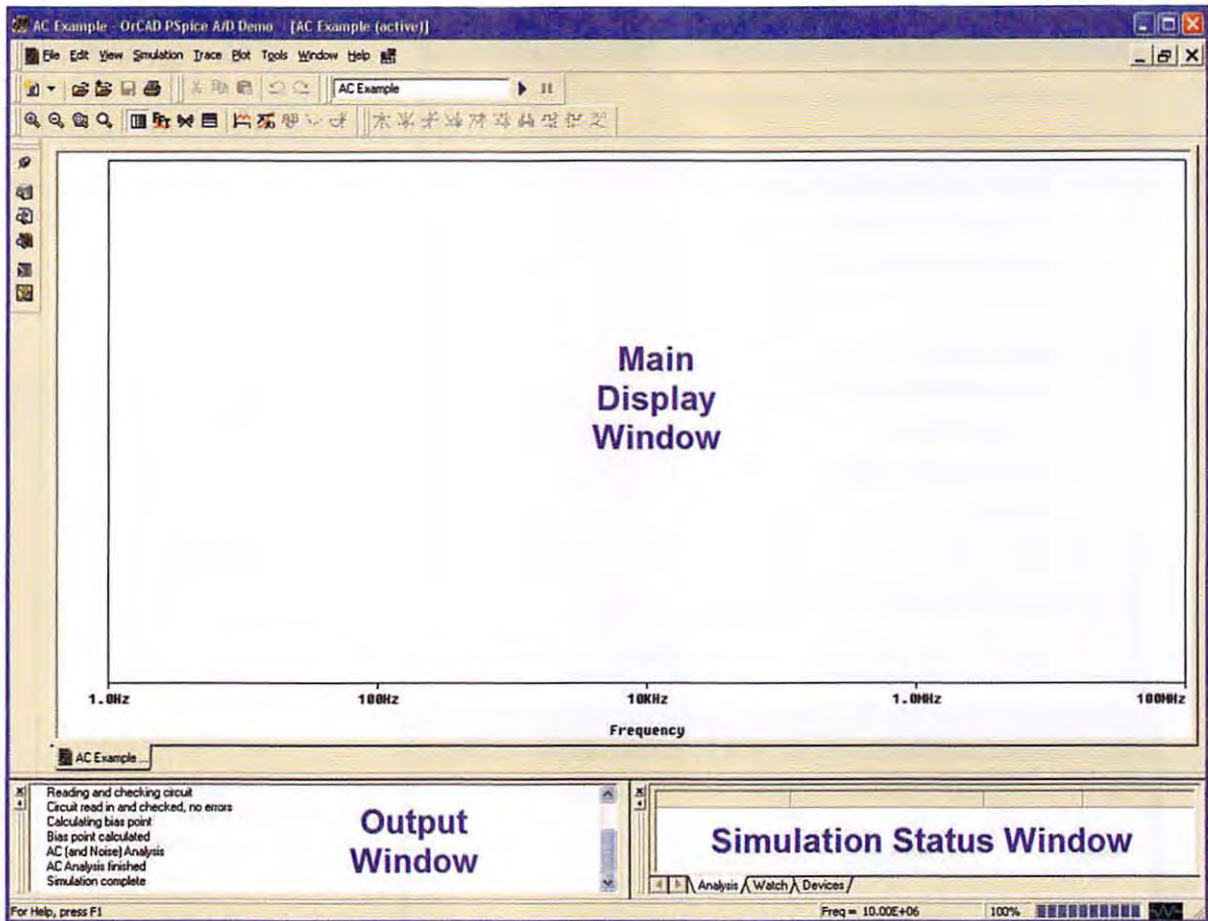 AC Example - OrCAD PSpice A/D Demo - [AC Example (active)]
File Edit View Simulation Trace Plot Tools Window Help
AC Example
Main
Display
Window
1.0Hz 100Hz 10KHz 1.0MHz 100MHz
Frequency
AC Example ...
Reading and checking circuit
Circuit read in and checked, no errors
Calculating bias point
Bias point calculated
AC (and Noise) Analysis
AC Analysis finished
Simulation complete
Output
Window
Simulation Status Window
Analysis Watch Devices
For Help, press F1 Freq = 10.00E+06 100%